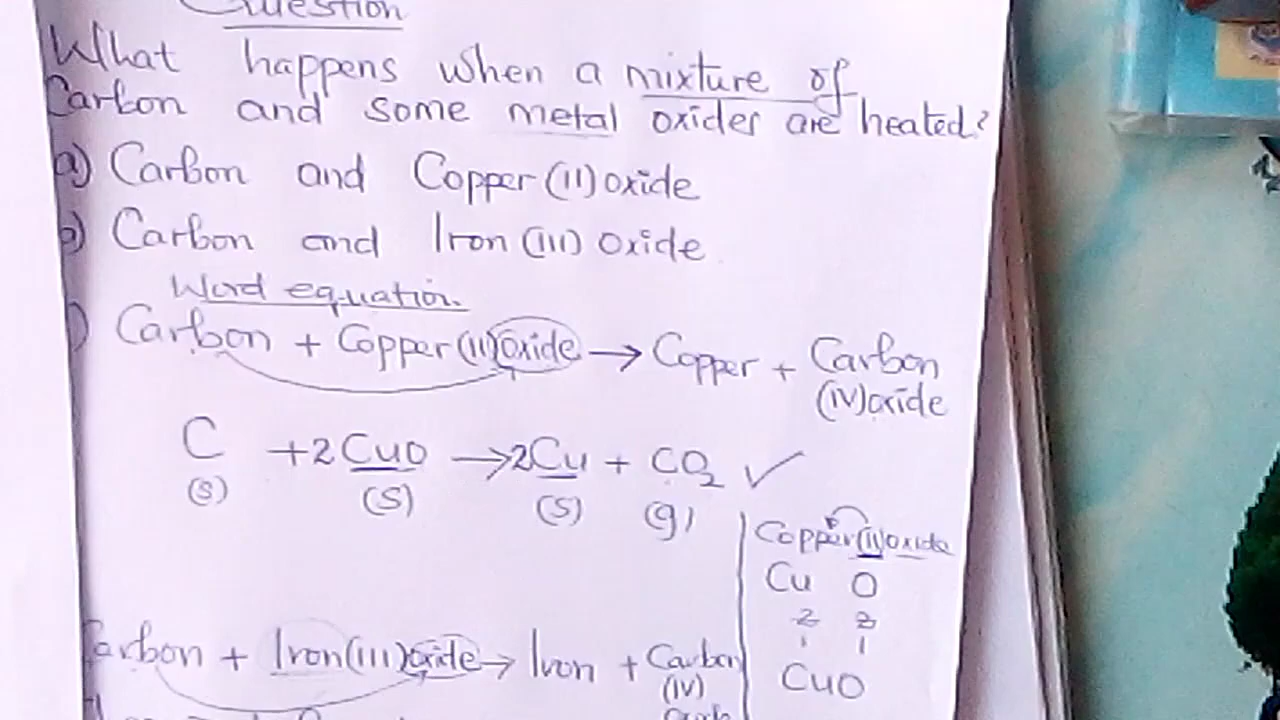 Question
What happens when a mixture of
Carbon and some metal oxides are heated?
a) Carbon and Copper (II) oxide
b) Carbon and Iron (III) oxide
Word equation.
) Carbon + Copper (II) Oxide → Copper + Carbon
(IV) oxide
C + 2 CuO → 2Cu + CO₂ ✓
(s) (s) (s) (g)
Copper (II) oxide
Cu O
2 2
1 1
CuO
Carbon + Iron (III) oxide → Iron + Carbon
(IV)